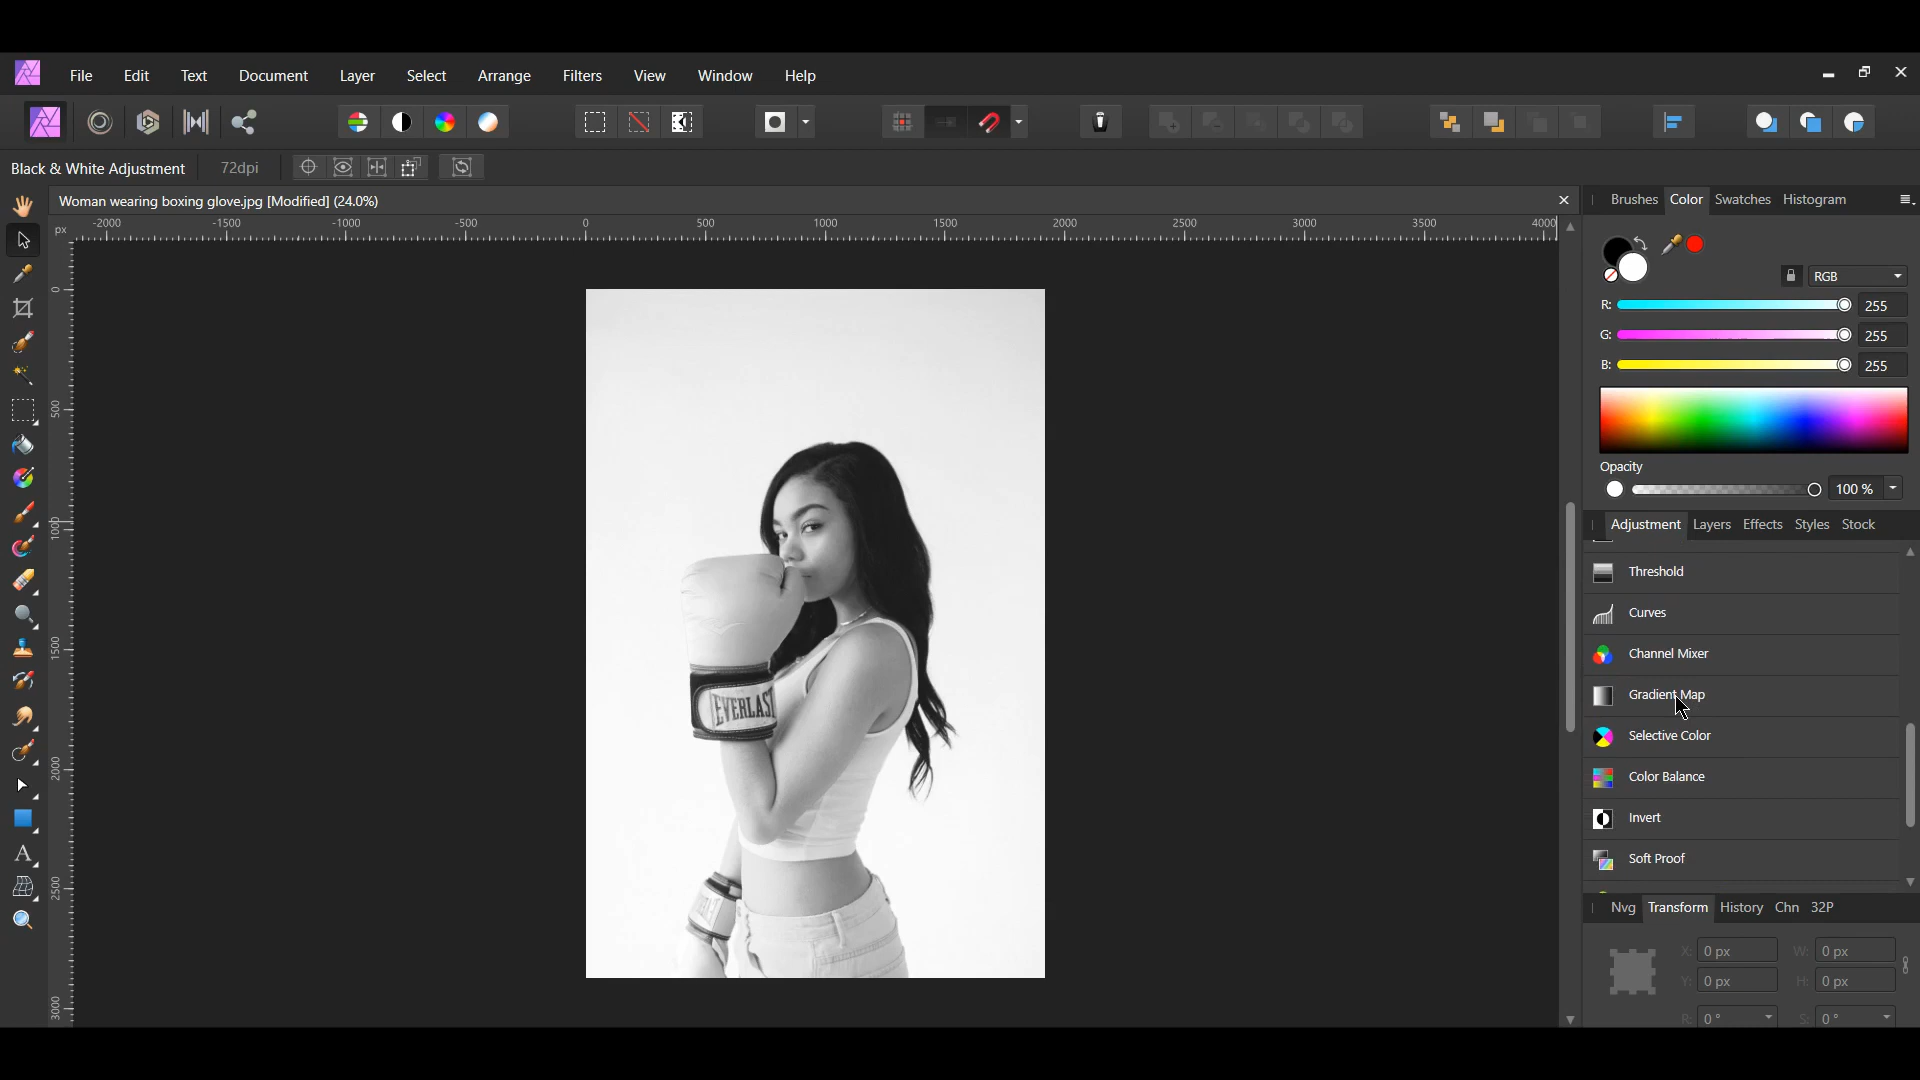 File Edit Text Document Layer Select Arrange Filters View Window Help
Black & White Adjustment 72dpi
Woman wearing boxing glove.jpg [Modified] (24.0%)
Brushes Color Swatches Histogram
px -2000 -1500 -1000 -500 0 500 1000 1500 2000 2500 3000 3500 4000
0
500
1000
1500
2000
2500
3000
EVERLAST
RGB
R: 255
G: 255
B: 255
Opacity
100 %
Adjustment Layers Effects Styles Stock
Threshold
Curves
Channel Mixer
Gradient Map
Selective Color
Color Balance
Invert
Soft Proof
Nvg Transform History Chn 32P
X: 0 px W: 0 px
Y: 0 px H: 0 px
R: 0 ° S: 0 °